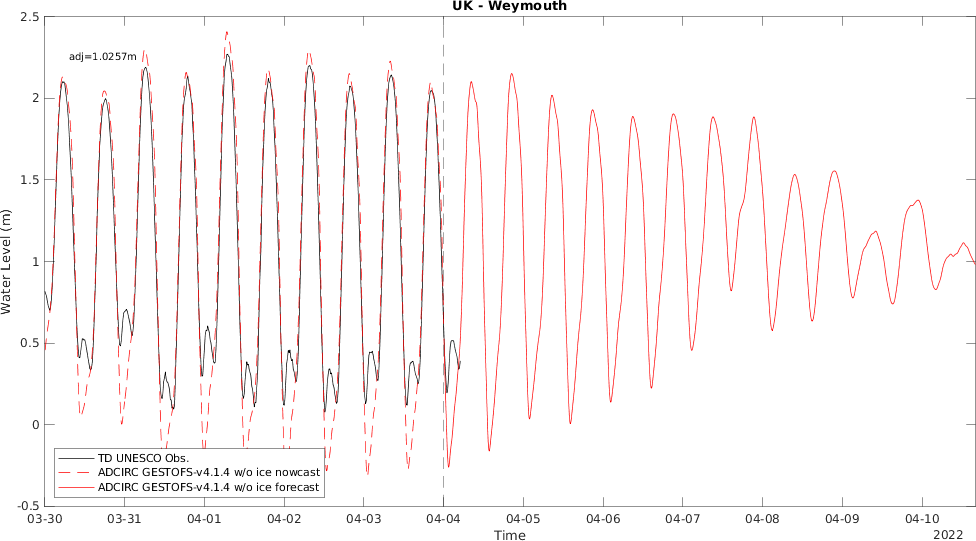 UK - Weymouth
2.5
adj=1.0257m
2
1.5
Water Level (m)
1
0.5
0
TD UNESCO Obs.
ADCIRC GESTOFS-v4.1.4 w/o ice nowcast
ADCIRC GESTOFS-v4.1.4 w/o ice forecast
-0.5
03-30 03-31 04-01 04-02 04-03 04-04 04-05 04-06 04-07 04-08 04-09 04-10
Time
2022